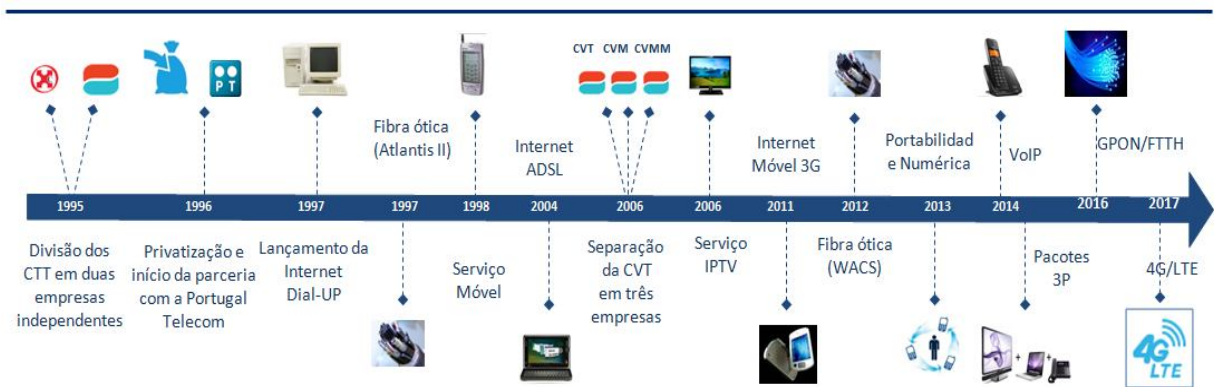 CVT CVM CVMM
PT
Fibra ótica
(Atlantis II)
Internet
ADSL
Internet
Móvel 3G
Portabilidad
e Numérica
VoIP
GPON/FTTH
1995 1996 1997 1997 1998 2004 2006 2006 2011 2012 2013 2014 2016 2017
Divisão dos
CTT em duas
empresas
independentes
Privatização e
início da parceria
com a Portugal
Telecom
Lançamento da
Internet
Dial-UP
Serviço
Móvel
Separação
da CVT
em três
empresas
Serviço
IPTV
Fibra ótica
(WACS)
Pacotes
3P
4G/LTE
+ +
4G
LTE